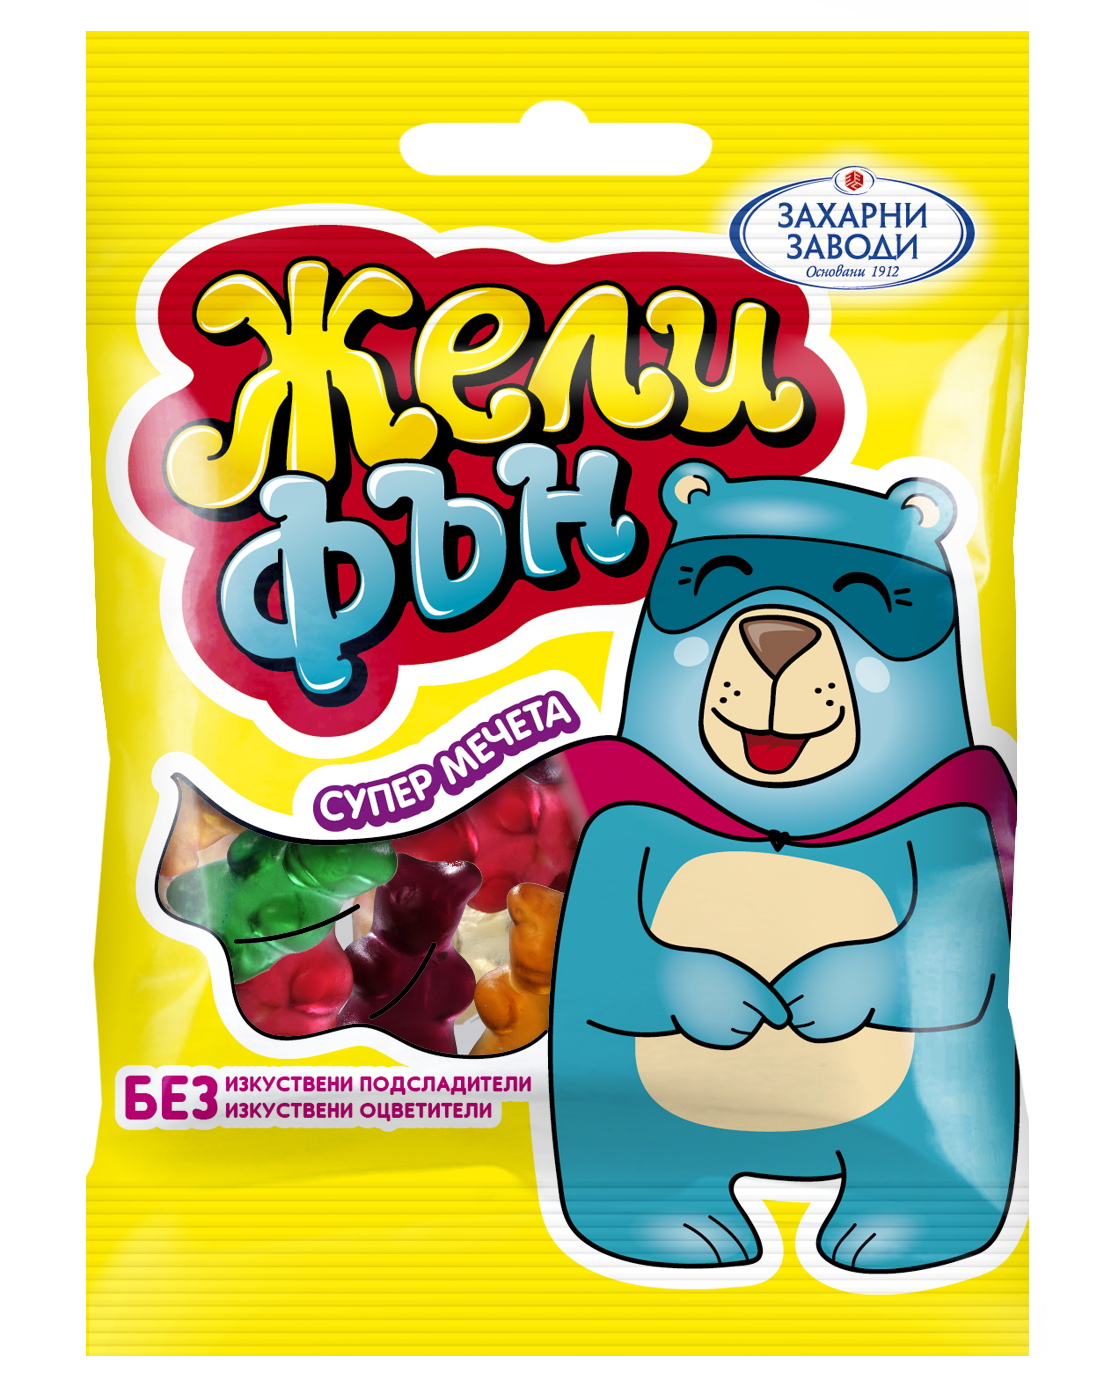 ЗАХАРНИ
ЗАВОДИ
Основани 1912
Жели
Фън
СУПЕР МЕЧЕТА
БЕЗ ИЗКУСТВЕНИ ПОДСЛАДИТЕЛИ
ИЗКУСТВЕНИ ОЦВЕТИТЕЛИ